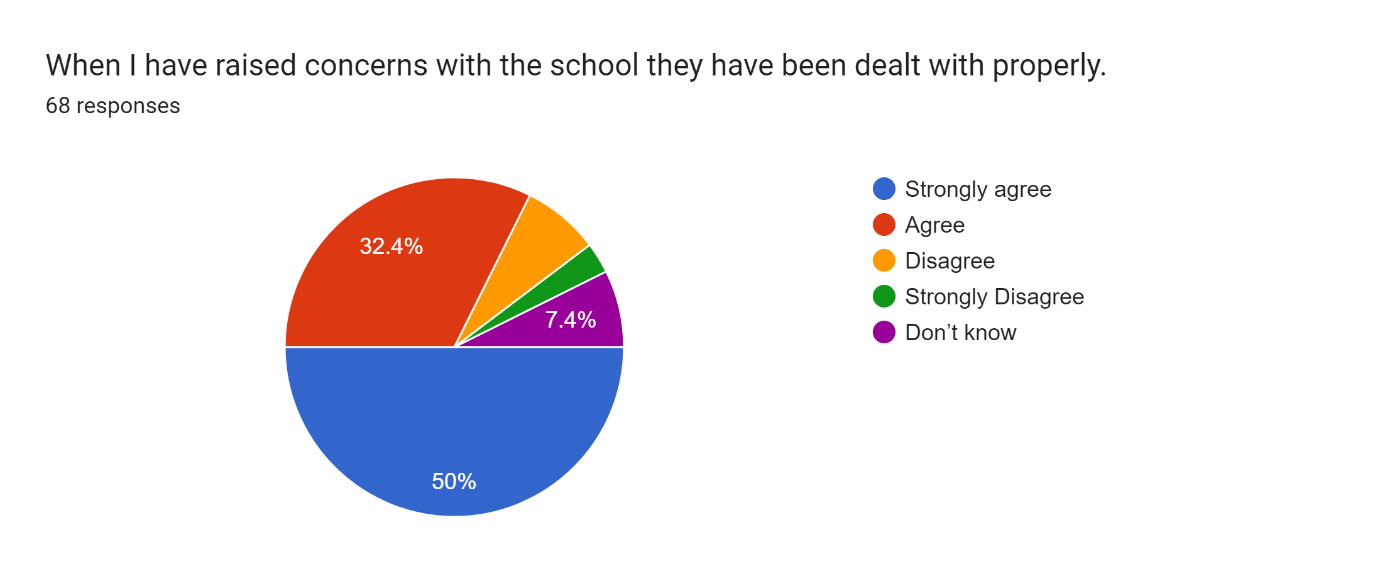 When I have raised concerns with the school they have been dealt with properly.
68 responses
32.4%
7.4%
50%
Strongly agree
Agree
Disagree
Strongly Disagree
Don’t know